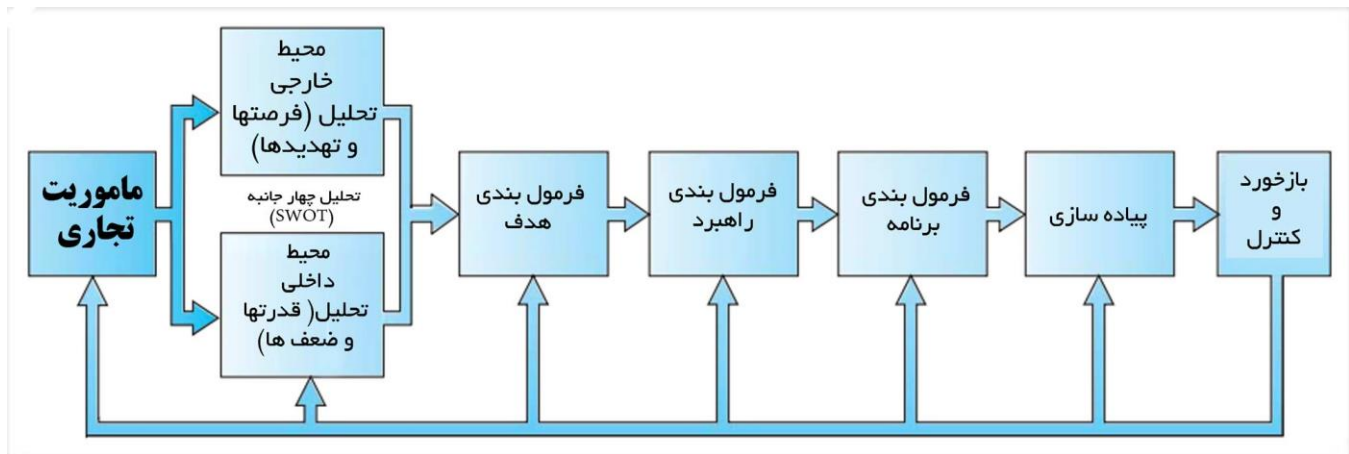 ماموریت
تجاری
محیط
خارجی
تحلیل (فرصتها
و تهدیدها)
تحلیل چهار جانبه
(SWOT)
محیط
داخلی
تحلیل( قدرتها
و ضعف ها)
فرمول بندی
هدف
فرمول بندی
راهبرد
فرمول بندی
برنامه
پیاده سازی
بازخورد
و
کنترل